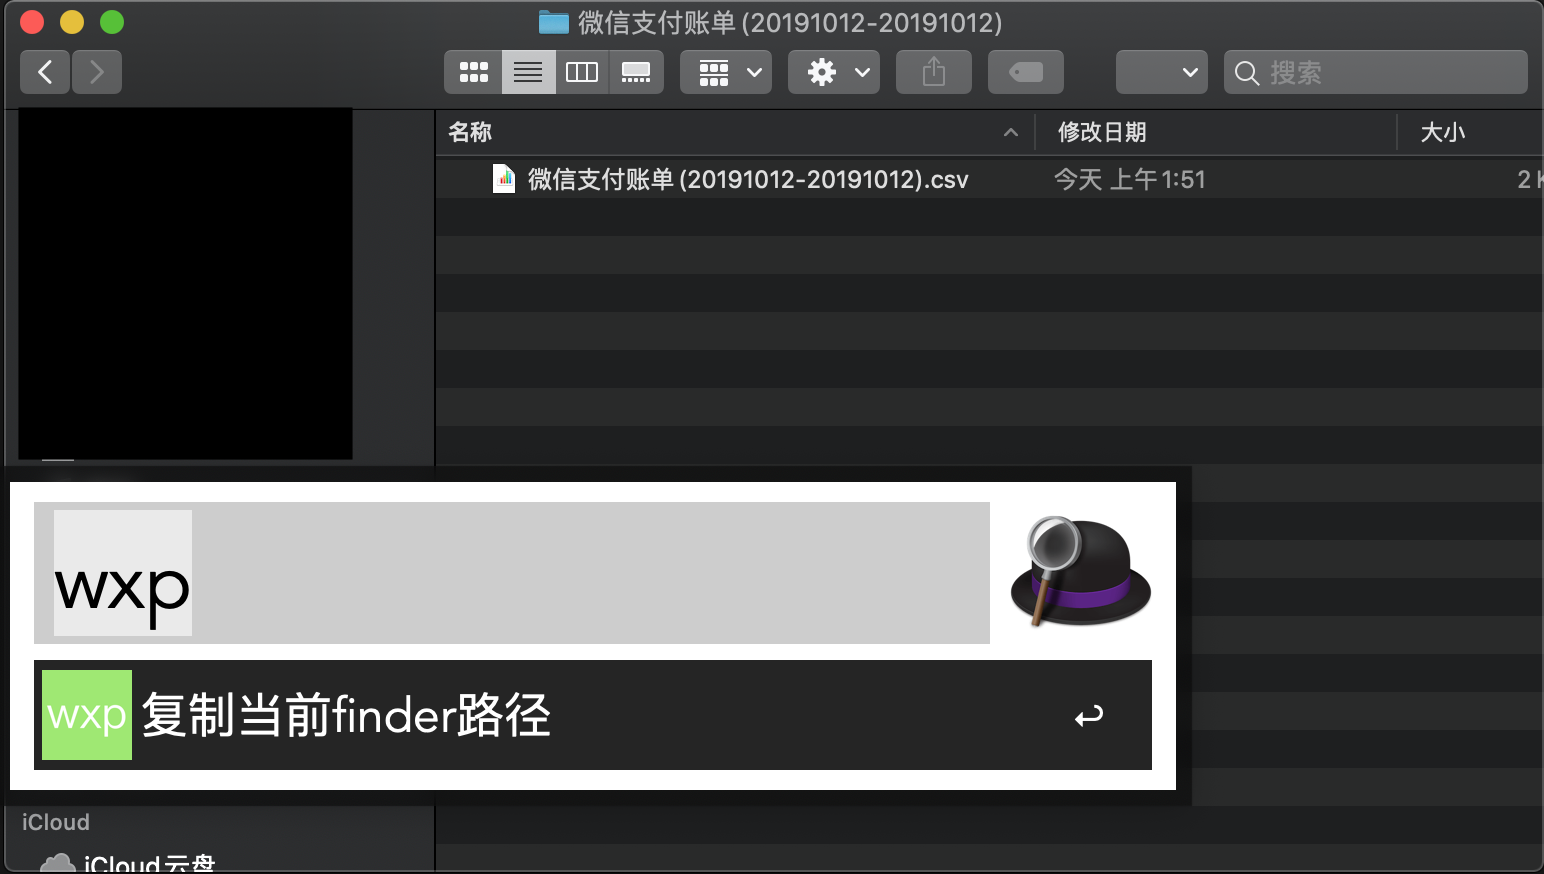 微信支付账单(20191012-20191012)
搜索
名称 修改日期 大小
微信支付账单(20191012-20191012).csv 今天 上午1:51 2 K
wxp
wxp 复制当前finder路径
iCloud
iCloud云盘